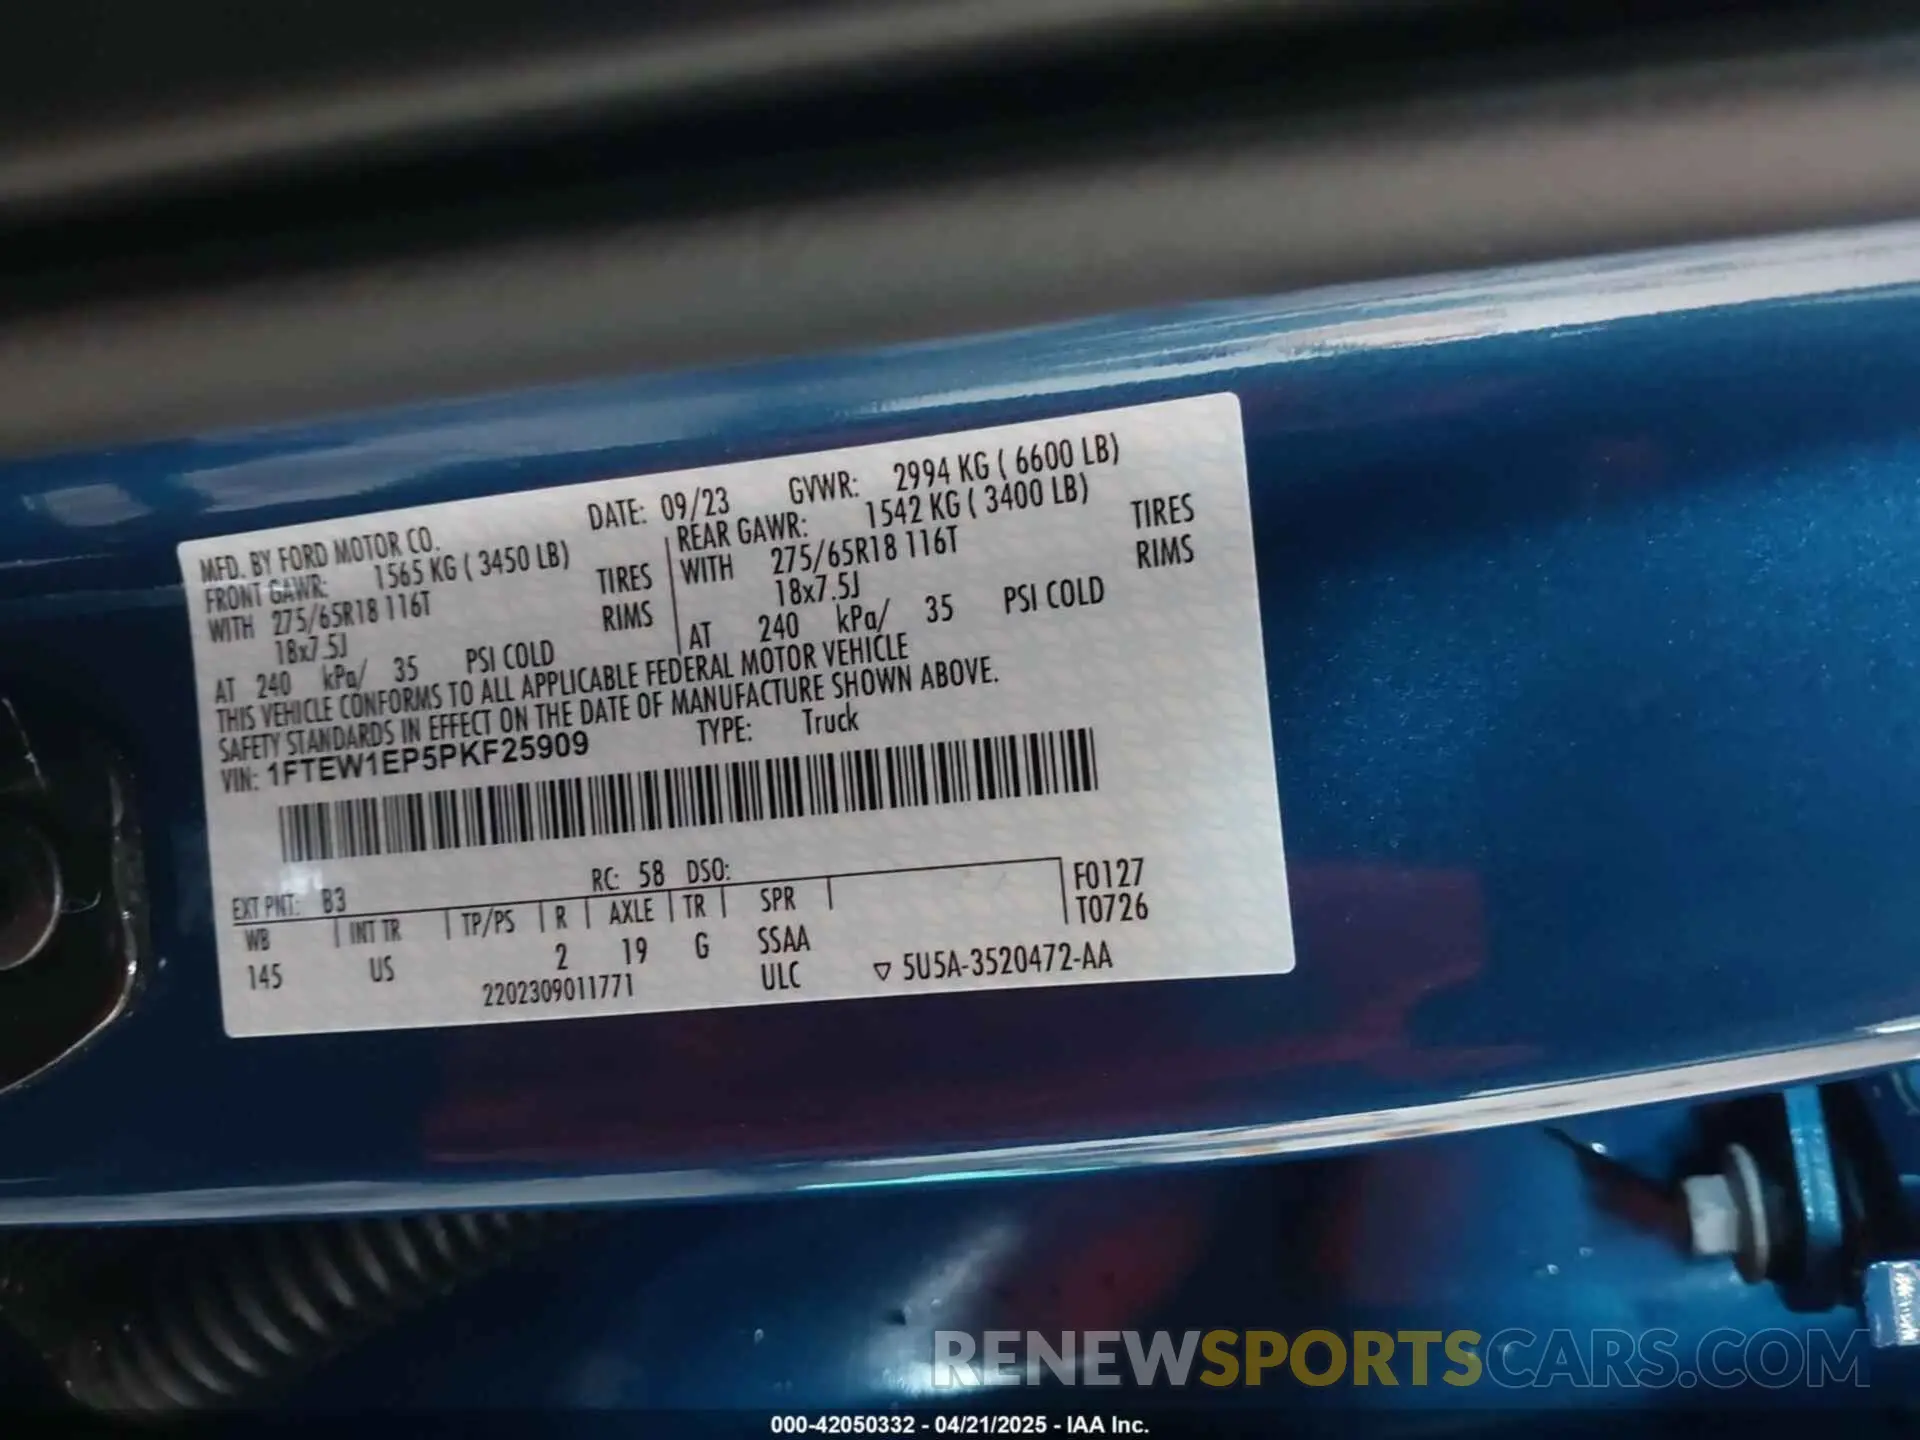 MFD. BY FORD MOTOR CO. DATE: 09/23 GVWR: 2994 KG ( 6600 LB)
FRONT GAWR: 1565 KG ( 3450 LB) REAR GAWR: 1542 KG ( 3400 LB)
WITH 275/65R18 116T TIRES WITH 275/65R18 116T TIRES
18x7.5J RIMS 18x7.5J RIMS
AT 240 kPa/ 35 PSI COLD AT 240 kPa/ 35 PSI COLD
THIS VEHICLE CONFORMS TO ALL APPLICABLE FEDERAL MOTOR VEHICLE
SAFETY STANDARDS IN EFFECT ON THE DATE OF MANUFACTURE SHOWN ABOVE.
VIN: 1FTEW1EP5PKF25909 TYPE: Truck
EXT PNT: B3 RC: 58 DSO: F0127
WB INT TR TP/PS R AXLE TR SPR T0726
145 US 2 19 G SSAA
2202309011771 ULC ▽ 5U5A-3520472-AA
RENEWSPORTSCARS.COM
000-42050332 - 04/21/2025 - IAA Inc.